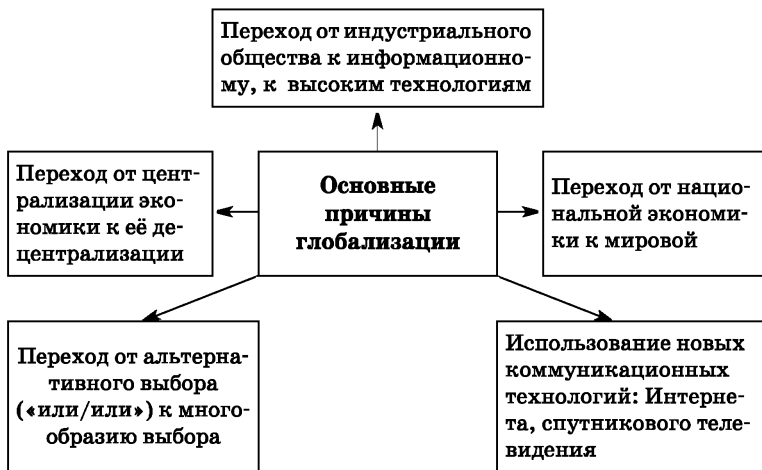 Переход от индустриального
общества к информационно-
му, к высоким технологиям
Переход от цент-
рализации эко-
номики к её де-
централизации
Основные
причины
глобализации
Переход от нацио-
нальной экономи-
ки к мировой
Переход от альтерна-
тивного выбора
(«или/или») к много-
образию выбора
Использование новых
коммуникационных
технологий: Интерне-
та, спутникового теле-
видения